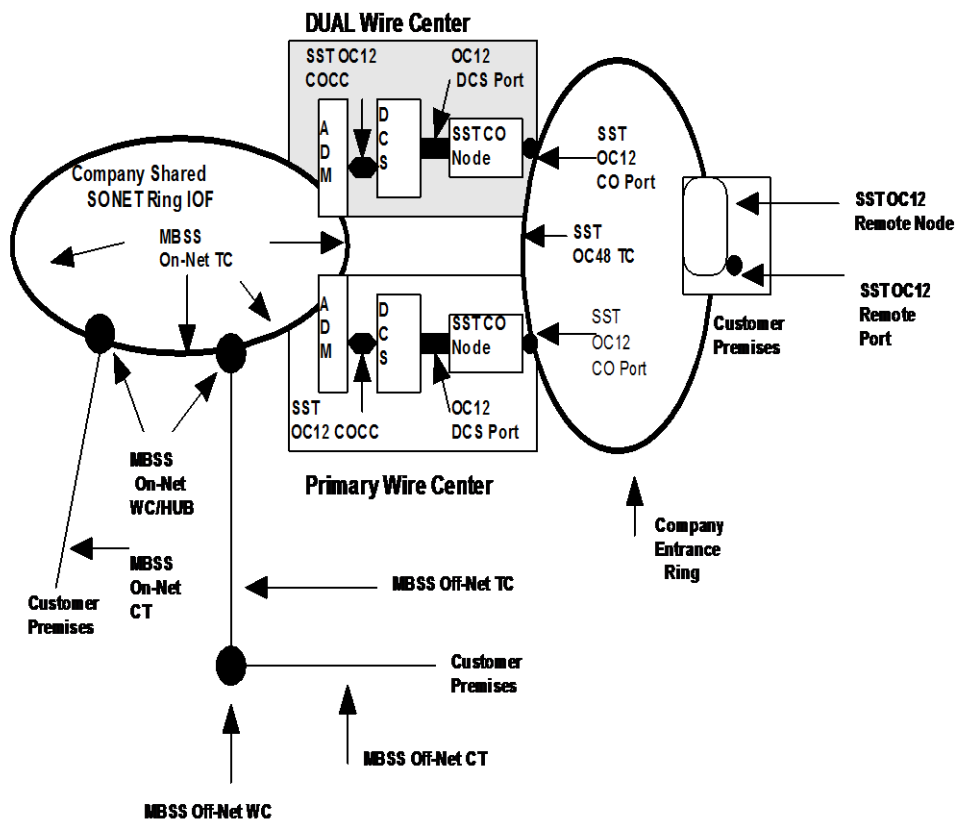 DUAL Wire Center
SST OC12
COCC
OC12
DCS Port
A
D
M
D
C
S
SSTCO
Node
SST
OC12
CO Port
Company Shared
SONET Ring IOF
MBSS
On-Net TC
SST
OC48 TC
SSTOC12
Remote Node
SSTOC12
Remote
Port
Customer
Premises
A
D
M
D
C
S
SSTCO
Node
SST
OC12
CO Port
SST
OC12 COCC
OC12
DCS Port
Primary Wire Center
MBSS
On-Net
WC/HUB
MBSS
On-Net
CT
Customer
Premises
Company
Entrance
Ring
MBSS Off-Net TC
Customer
Premises
MBSS Off-Net CT
MBSS Off-Net WC